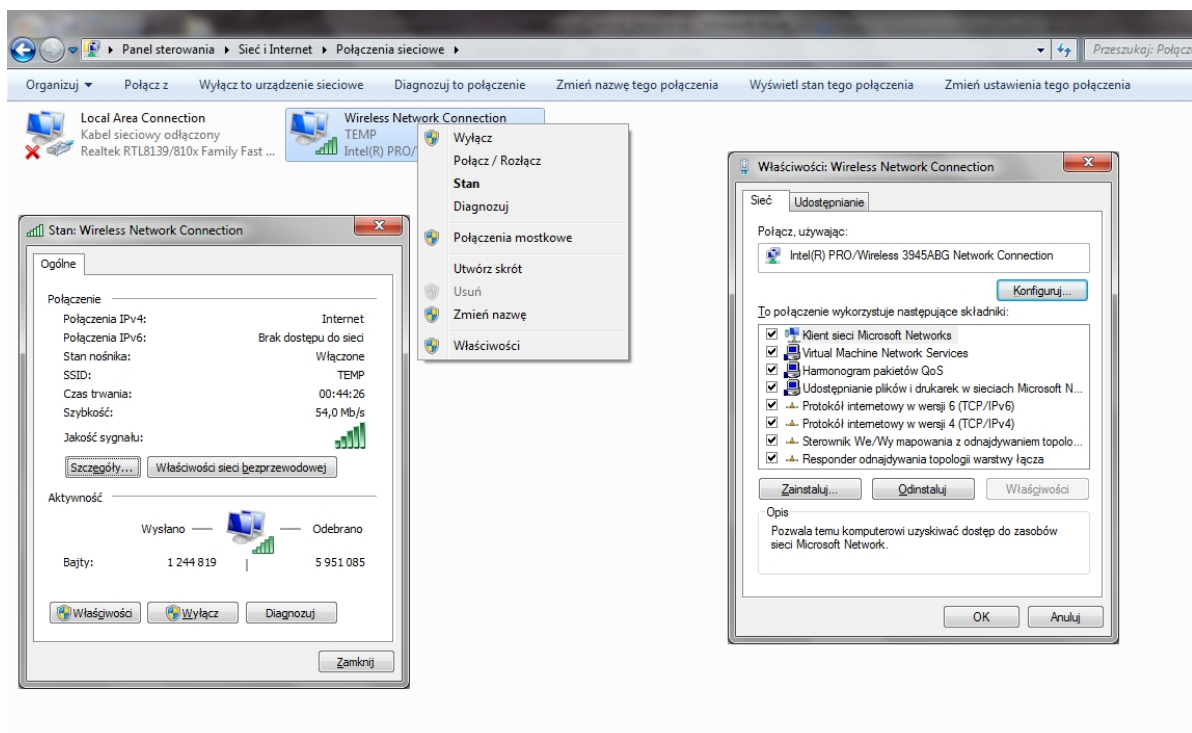 Panel sterowania ▸ Sieć i Internet ▸ Połączenia sieciowe ▸
Przeszukaj: Połącz
Organizuj
Połącz z
Wyłącz to urządzenie sieciowe
Diagnozuj to połączenie
Zmień nazwę tego połączenia
Wyświetl stan tego połączenia
Zmień ustawienia tego połączenia
Local Area Connection
Kabel sieciowy odłączony
Realtek RTL8139/810x Family Fast ...
Wireless Network Connection
TEMP
Intel(R) PRO/
Wyłącz
Połącz / Rozłącz
Stan
Diagnozuj
Połączenia mostkowe
Utwórz skrót
Usuń
Zmień nazwę
Właściwości
Stan: Wireless Network Connection
Ogólne
Połączenie
Połączenia IPv4: Internet
Połączenia IPv6: Brak dostępu do sieci
Stan nośnika: Włączone
SSID: TEMP
Czas trwania: 00:44:26
Szybkość: 54,0 Mb/s
Jakość sygnału:
Szczegóły... Właściwości sieci bezprzewodowej
Aktywność
Wysłano — — Odebrano
Bajty: 1 244 819 | 5 951 085
Właściwości Wyłącz Diagnozuj
Zamknij
Właściwości: Wireless Network Connection
Sieć Udostępnianie
Połącz, używając:
Intel(R) PRO/Wireless 3945ABG Network Connection
Konfiguruj...
To połączenie wykorzystuje następujące składniki:
Klient sieci Microsoft Networks
Virtual Machine Network Services
Harmonogram pakietów QoS
Udostępnianie plików i drukarek w sieciach Microsoft N...
Protokół internetowy w wersji 6 (TCP/IPv6)
Protokół internetowy w wersji 4 (TCP/IPv4)
Sterownik We/Wy mapowania z odnajdywaniem topolo...
Responder odnajdywania topologii warstwy łącza
Zainstaluj... Odinstaluj Właściwości
Opis
Pozwala temu komputerowi uzyskiwać dostęp do zasobów
sieci Microsoft Network.
OK Anuluj